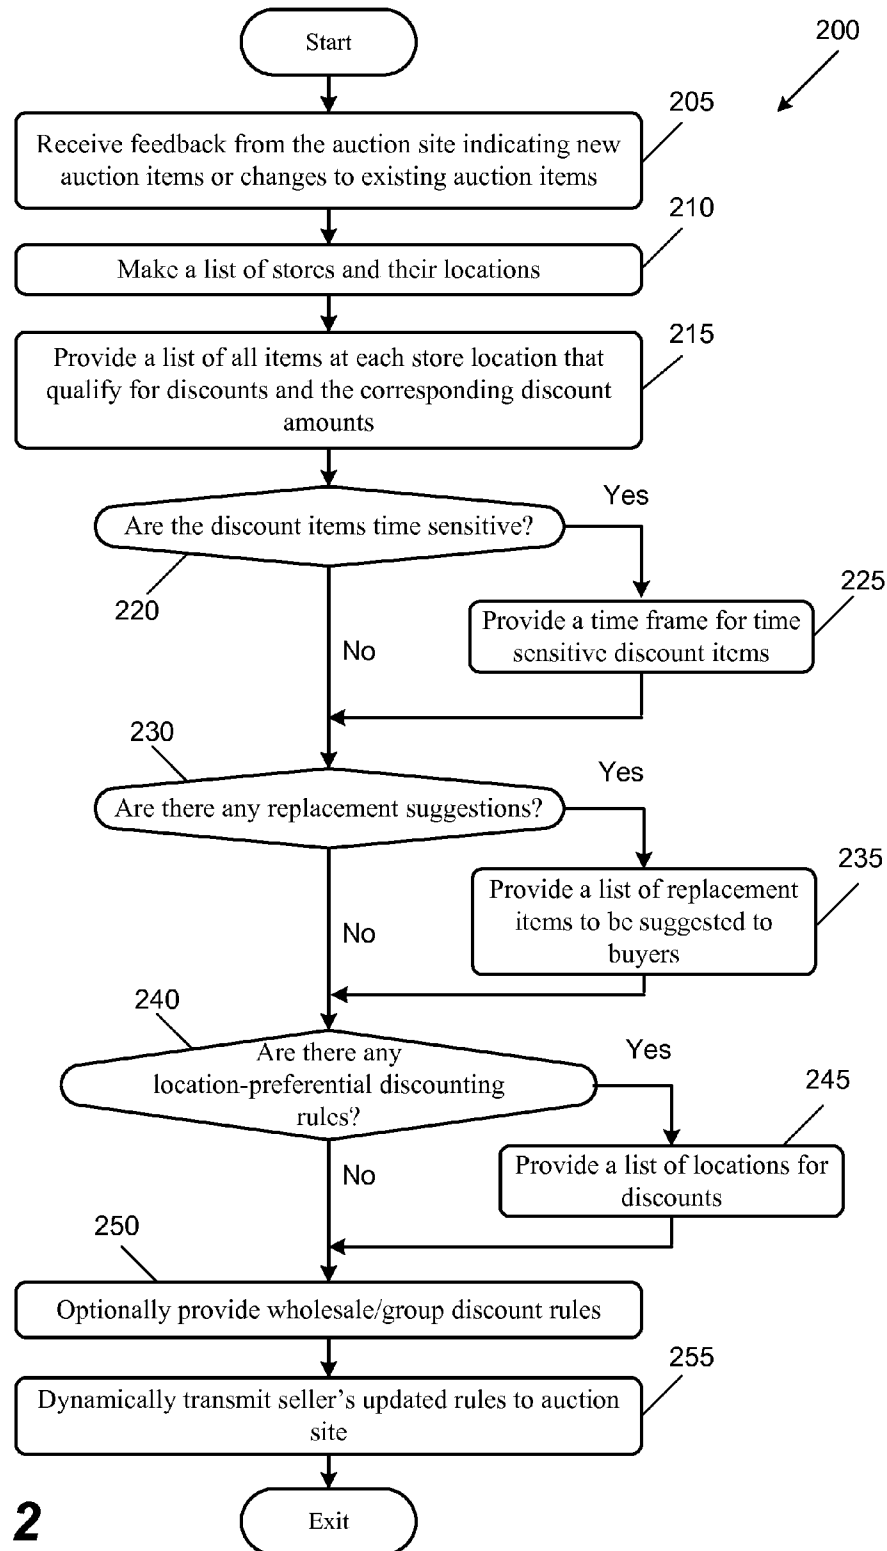 Start
200
205
Receive feedback from the auction site indicating new
auction items or changes to existing auction items
210
Make a list of stores and their locations
215
Provide a list of all items at each store location that
qualify for discounts and the corresponding discount
amounts
Yes
Are the discount items time sensitive?
220
225
Provide a time frame for time
sensitive discount items
No
230
Yes
Are there any replacement suggestions?
235
Provide a list of replacement
items to be suggested to
buyers
No
240
Are there any
location-preferential discounting
rules?
Yes
245
Provide a list of locations for
discounts
No
250
Optionally provide wholesale/group discount rules
255
Dynamically transmit seller's updated rules to auction
site
2
Exit